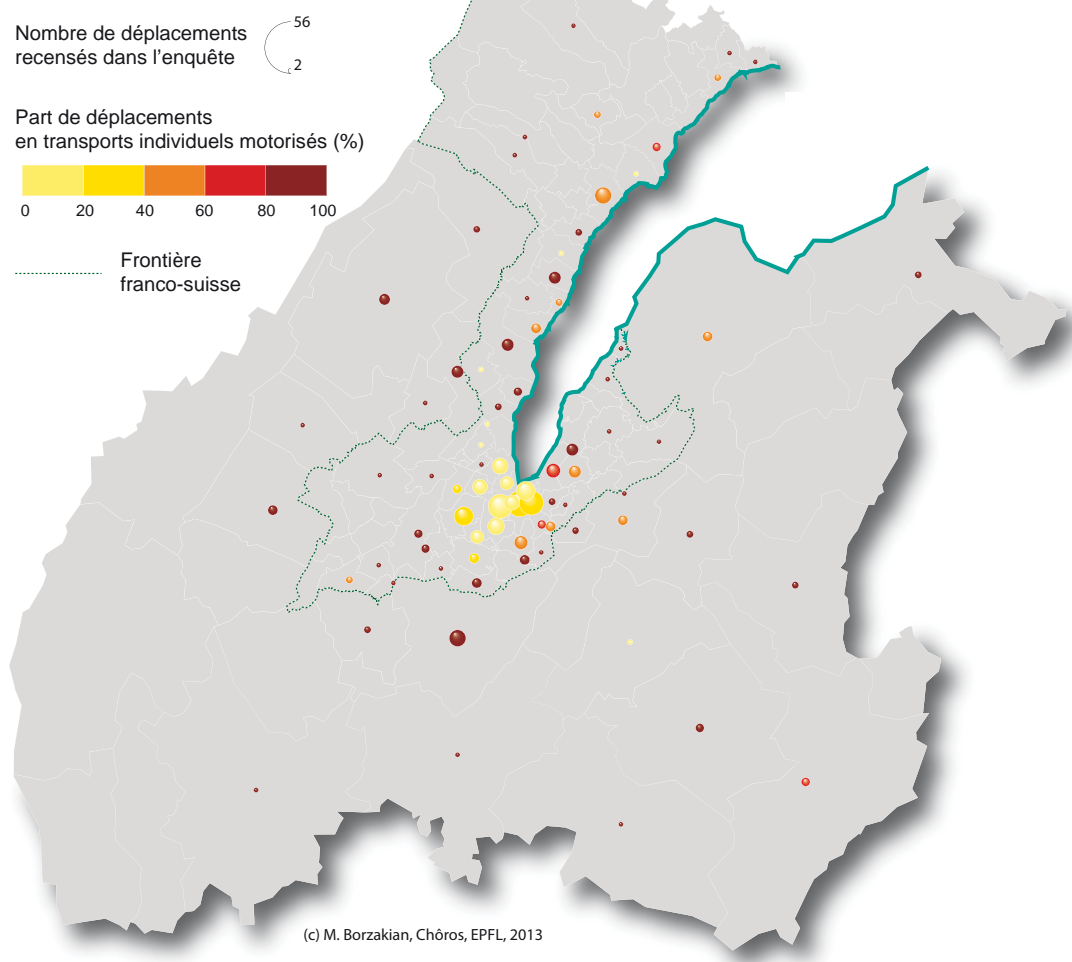 Nombre de déplacements
recensés dans l'enquête
56
2
Part de déplacements
en transports individuels motorisés (%)
0 20 40 60 80 100
Frontière
franco-suisse
(c) M. Borzakian, Chôros, EPFL, 2013